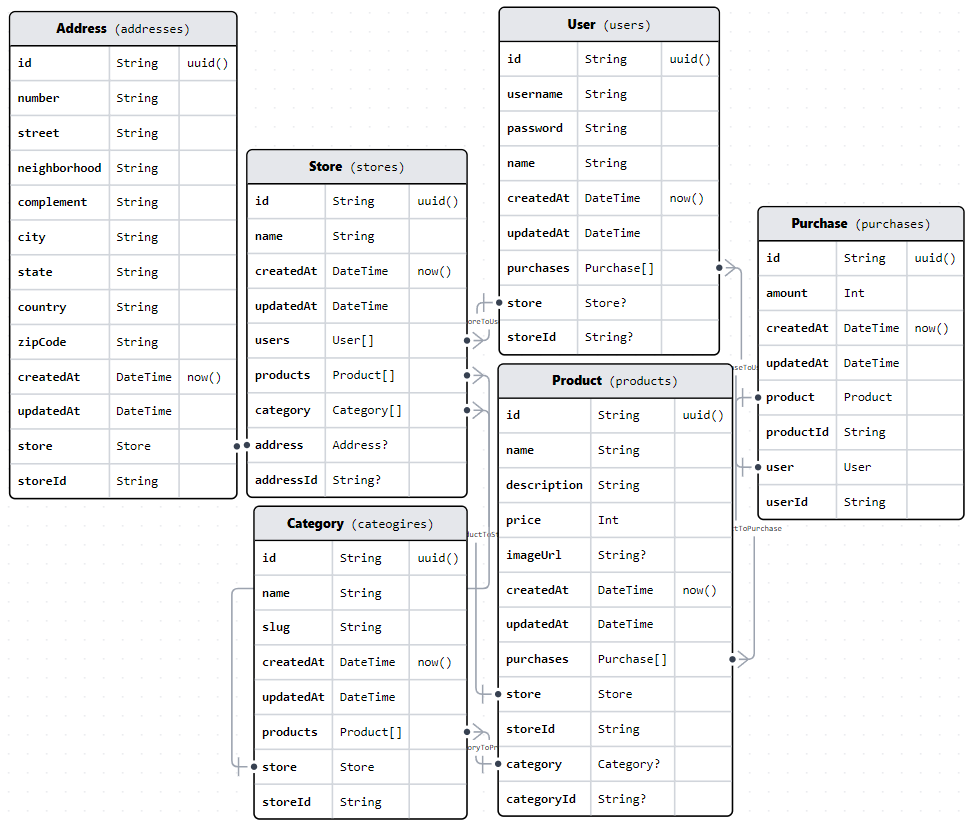 Address (addresses)
id String uuid()
number String
street String
neighborhood String
complement String
city String
state String
country String
zipCode String
createdAt DateTime now()
updatedAt DateTime
store Store
storeId String
Store (stores)
id String uuid()
name String
createdAt DateTime now()
updatedAt DateTime
users User[]
products Product[]
category Category[]
address Address?
addressId String?
Category (cateogires)
id String uuid()
name String
slug String
createdAt DateTime now()
updatedAt DateTime
products Product[]
store Store
storeId String
User (users)
id String uuid()
username String
password String
name String
createdAt DateTime now()
updatedAt DateTime
purchases Purchase[]
store Store?
storeId String?
Product (products)
id String uuid()
name String
description String
price Int
imageUrl String?
createdAt DateTime now()
updatedAt DateTime
purchases Purchase[]
store Store
storeId String
category Category?
categoryId String?
Purchase (purchases)
id String uuid()
amount Int
createdAt DateTime now()
updatedAt DateTime
product Product
productId String
user User
userId String
oreToUs
aseToUs
uctToSt
ctToPurchase
oryToPr